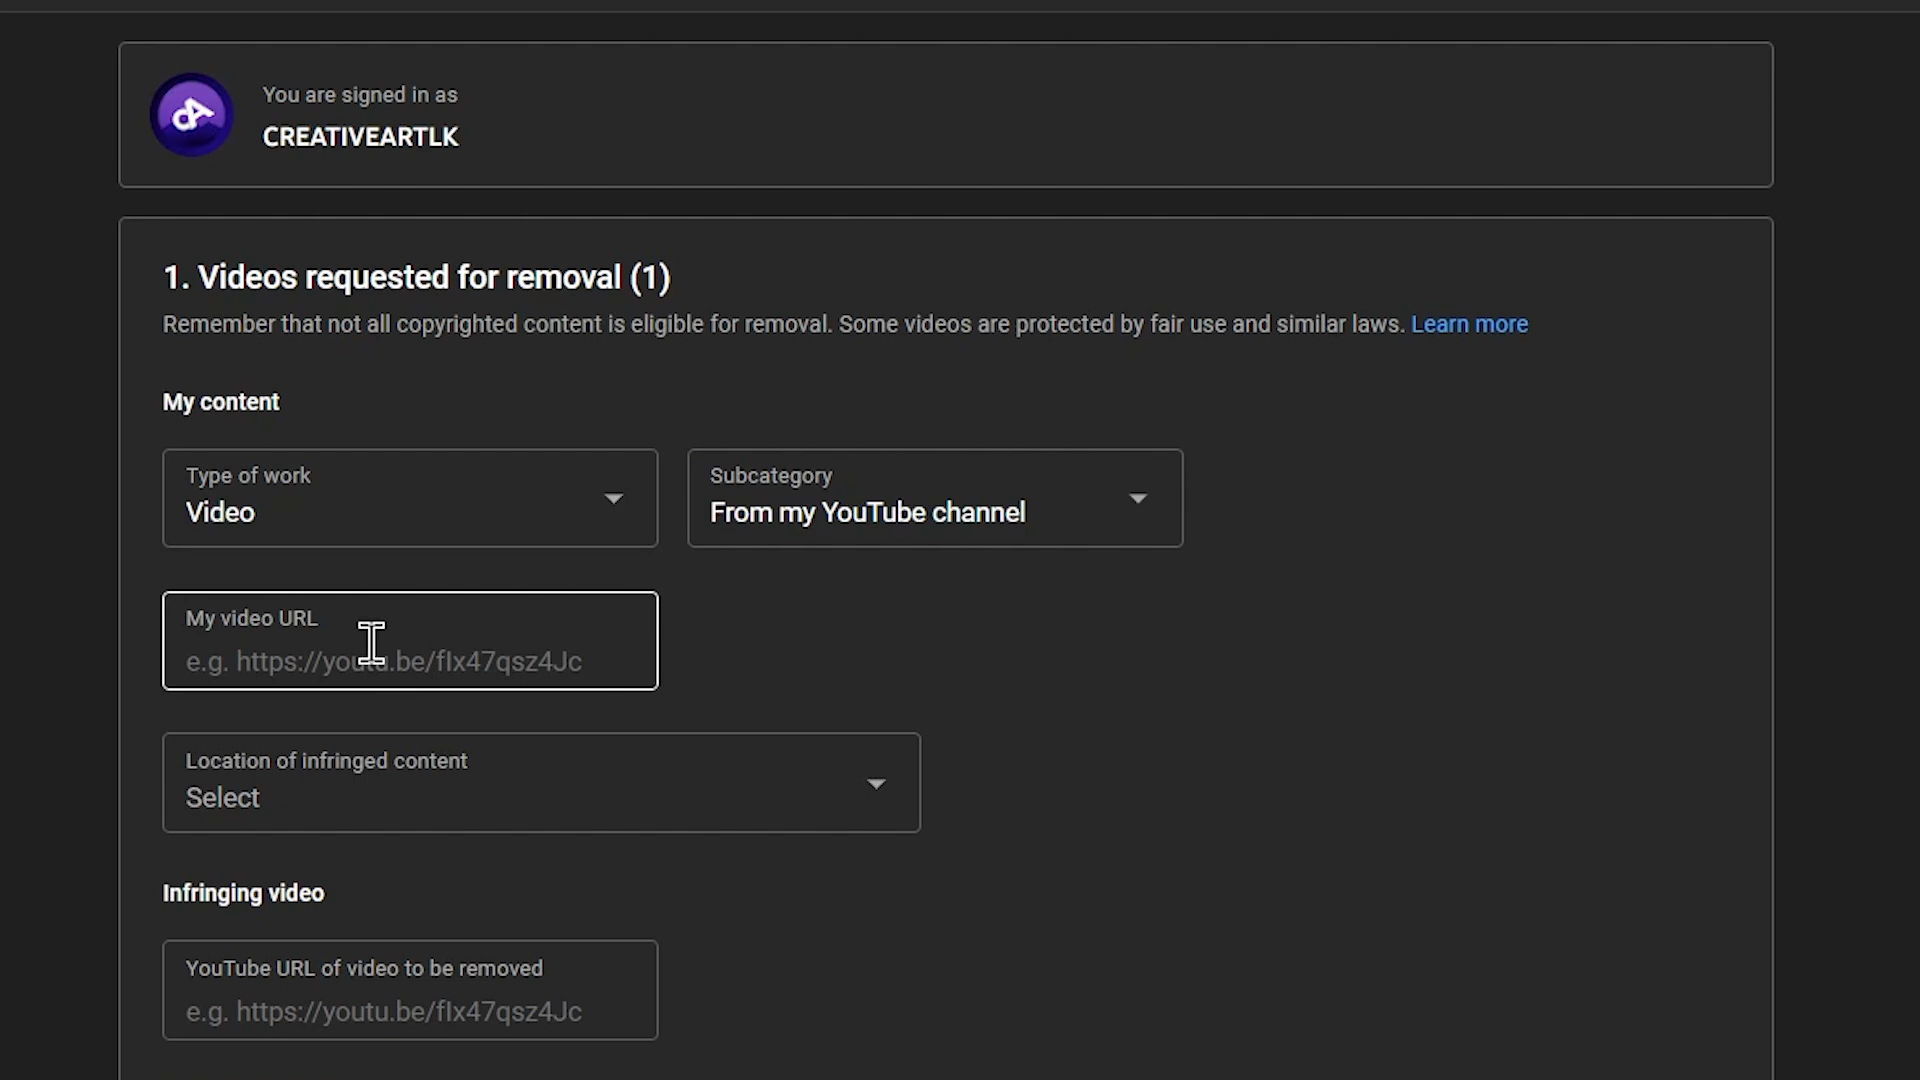 You are signed in as
CREATIVEARTLK
1. Videos requested for removal (1)
Remember that not all copyrighted content is eligible for removal. Some videos are protected by fair use and similar laws. Learn more
My content
Type of work
Video
Subcategory
From my YouTube channel
My video URL
e.g. https://youtu.be/fIx47qsz4Jc
Location of infringed content
Select
Infringing video
YouTube URL of video to be removed
e.g. https://youtu.be/fIx47qsz4Jc